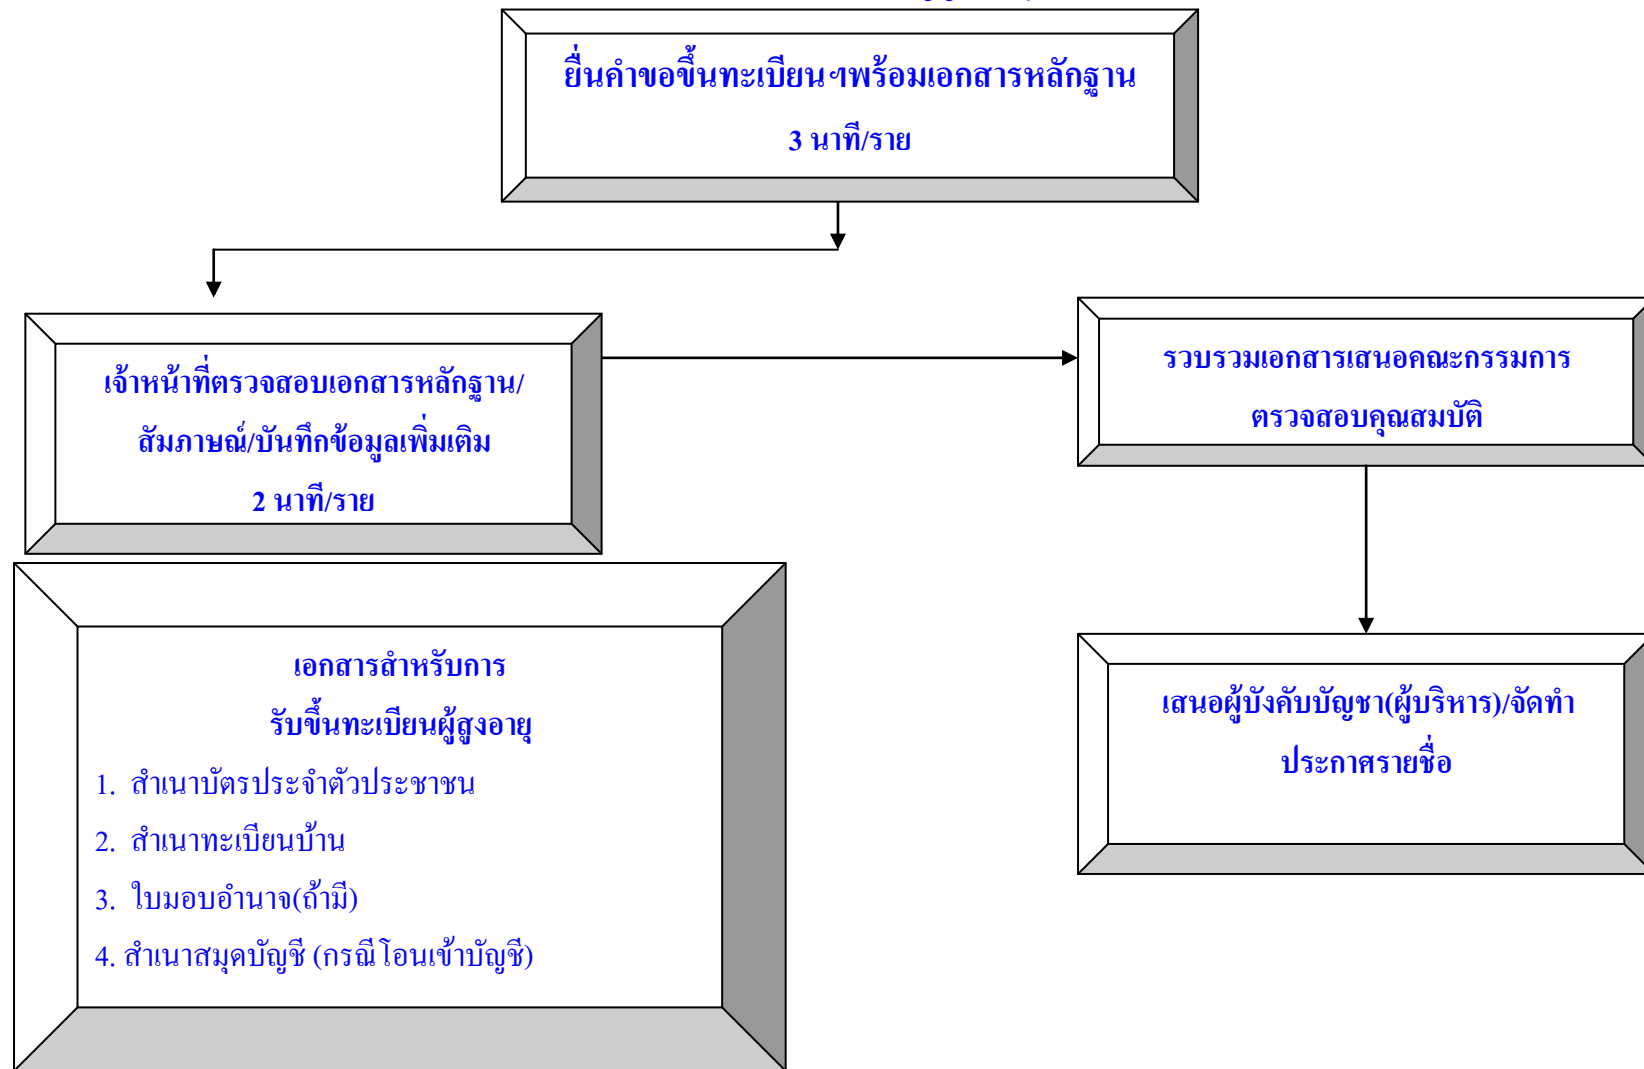 ยื่นคำขอขึ้นทะเบียนฯพร้อมเอกสารหลักฐาน
3 นาที/ราย
เจ้าหน้าที่ตรวจสอบเอกสารหลักฐาน/
สัมภาษณ์/บันทึกข้อมูลเพิ่มเติม
2 นาที/ราย
รวบรวมเอกสารเสนอคณะกรรมการ
ตรวจสอบคุณสมบัติ
เสนอผู้บังคับบัญชา(ผู้บริหาร)/จัดทำ
ประกาศรายชื่อ
เอกสารสำหรับการ
รับขึ้นทะเบียนผู้สูงอายุ
1. สำเนาบัตรประจำตัวประชาชน
2. สำเนาทะเบียนบ้าน
3. ใบมอบอำนาจ(ถ้ามี)
4. สำเนาสมุดบัญชี (กรณีโอนเข้าบัญชี)